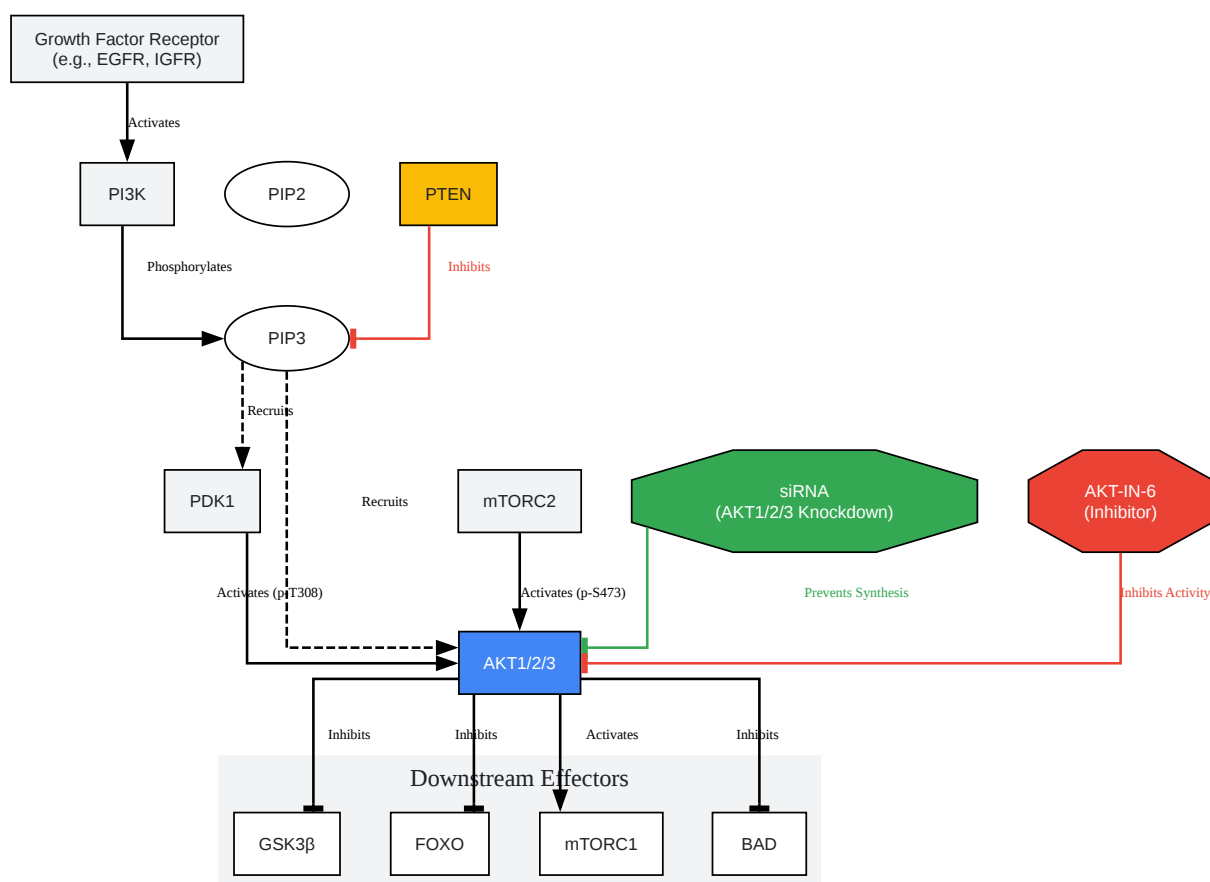 Growth Factor Receptor
(e.g., EGFR, IGFR)
Activates
PI3K
PIP2
PTEN
Phosphorylates
Inhibits
PIP3
Recruits
PDK1
Recruits
mTORC2
siRNA
(AKT1/2/3 Knockdown)
AKT-IN-6
(Inhibitor)
Activates (p-T308)
Activates (p-S473)
Prevents Synthesis
Inhibits Activity
AKT1/2/3
Inhibits
Inhibits
Activates
Inhibits
Downstream Effectors
GSK3β
FOXO
mTORC1
BAD